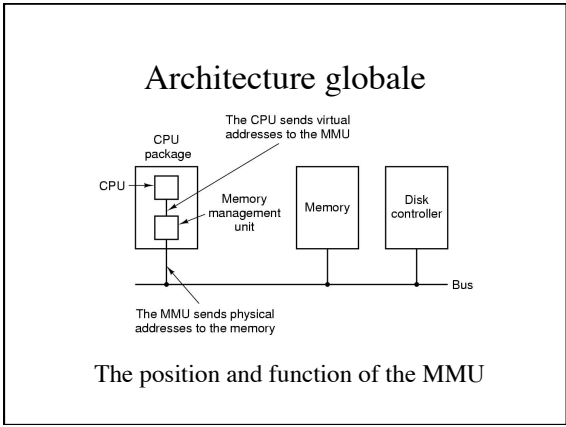 Architecture globale
The CPU sends virtual
addresses to the MMU
CPU
package
CPU
Memory
management
unit
Memory
Disk
controller
Bus
The MMU sends physical
addresses to the memory
The position and function of the MMU